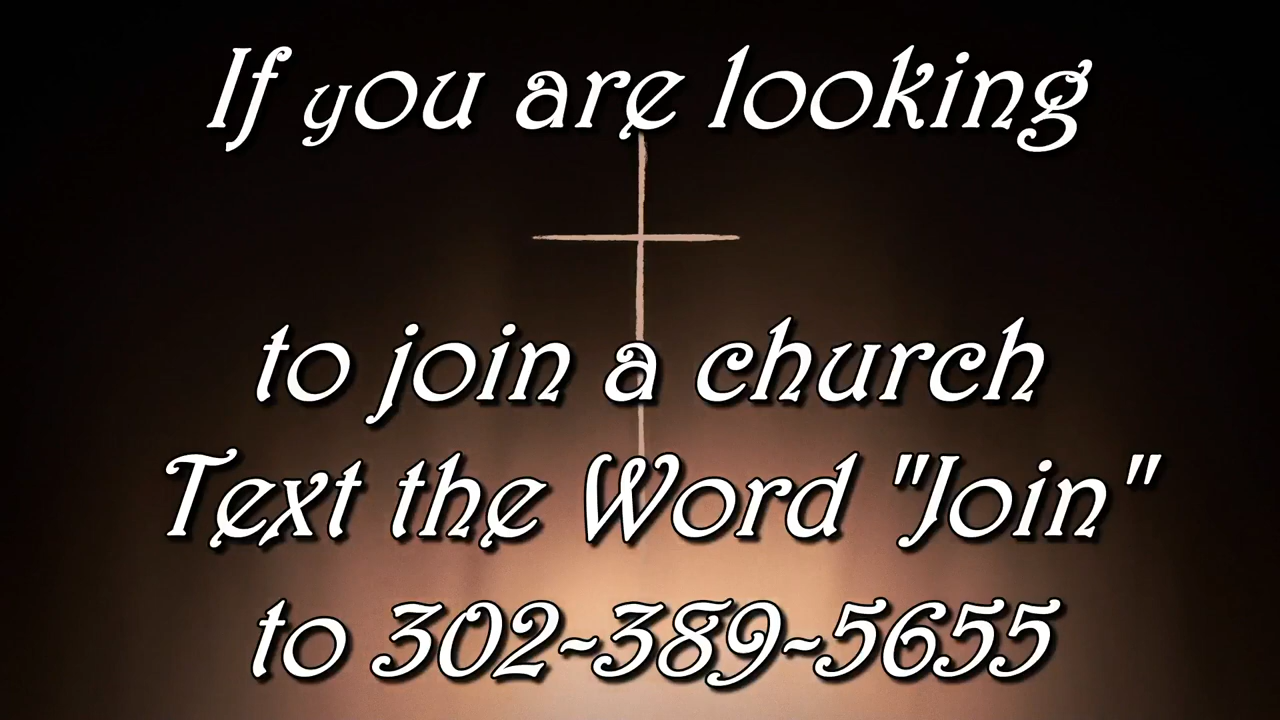 If you are looking
to join a church
Text the Word "Join"
to 302~389~5655